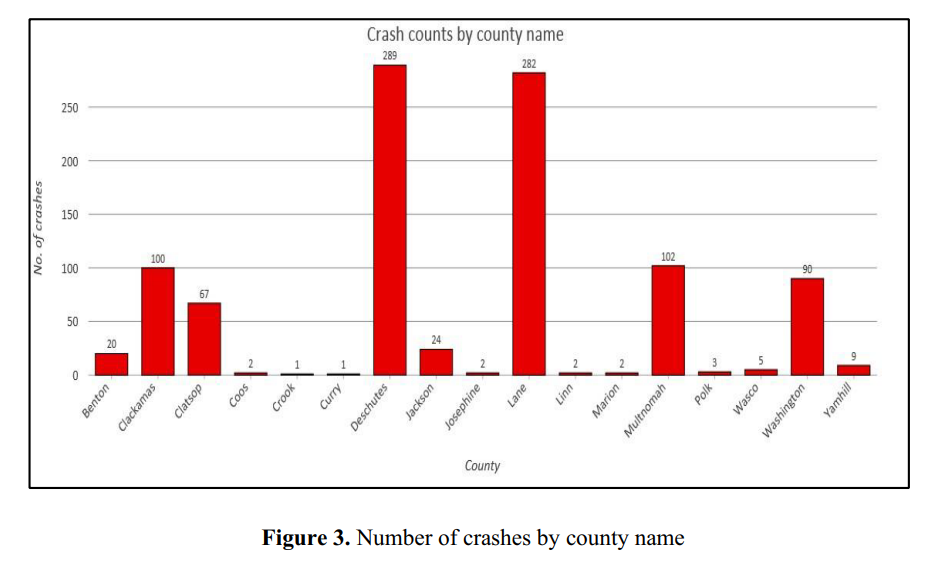 Crash counts by county name
289
282
250
200
150
102
100
100
90
67
50
24
20
9
5
3
2
2
2
2
1
1
0
No. of crashes
Benton
Clackamas
Clatsop
Coos
Crook
Curry
Deschutes
Jackson
Josephine
Lane
Linn
Marion
Multnomah
Polk
Wasco
Washington
Yamhill
County
Figure 3. Number of crashes by county name